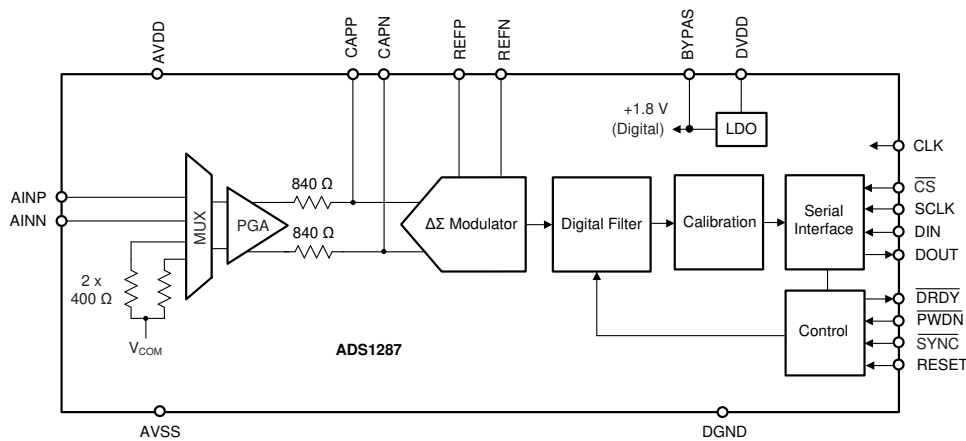 AVDD
CAPP
CAPN
REFP
REFN
BYPAS
DVDD
+1.8 V
(Digital)
LDO
CLK
AINP
AINN
MUX
PGA
840 Ω
840 Ω
ΔΣ Modulator
Digital Filter
Calibration
Serial
Interface
CS
SCLK
DIN
DOUT
2 x
400 Ω
VCOM
ADS1287
Control
DRDY
PWDN
SYNC
RESET
AVSS
DGND